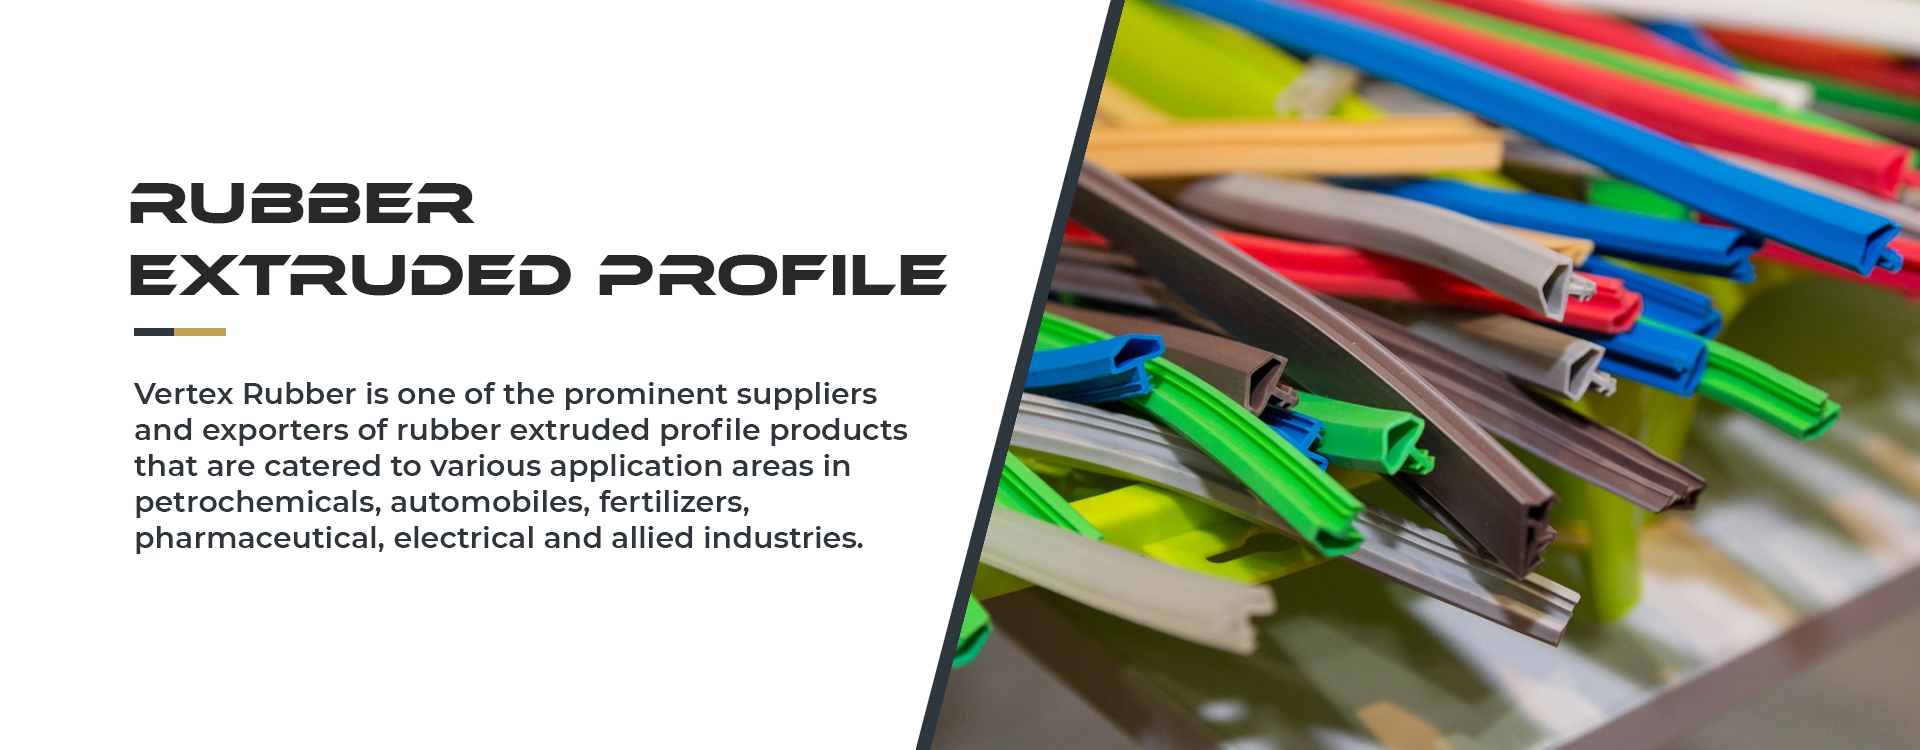 RUBBER
EXTRUDED PROFILE
Vertex Rubber is one of the prominent suppliers
and exporters of rubber extruded profile products
that are catered to various application areas in
petrochemicals, automobiles, fertilizers,
pharmaceutical, electrical and allied industries.